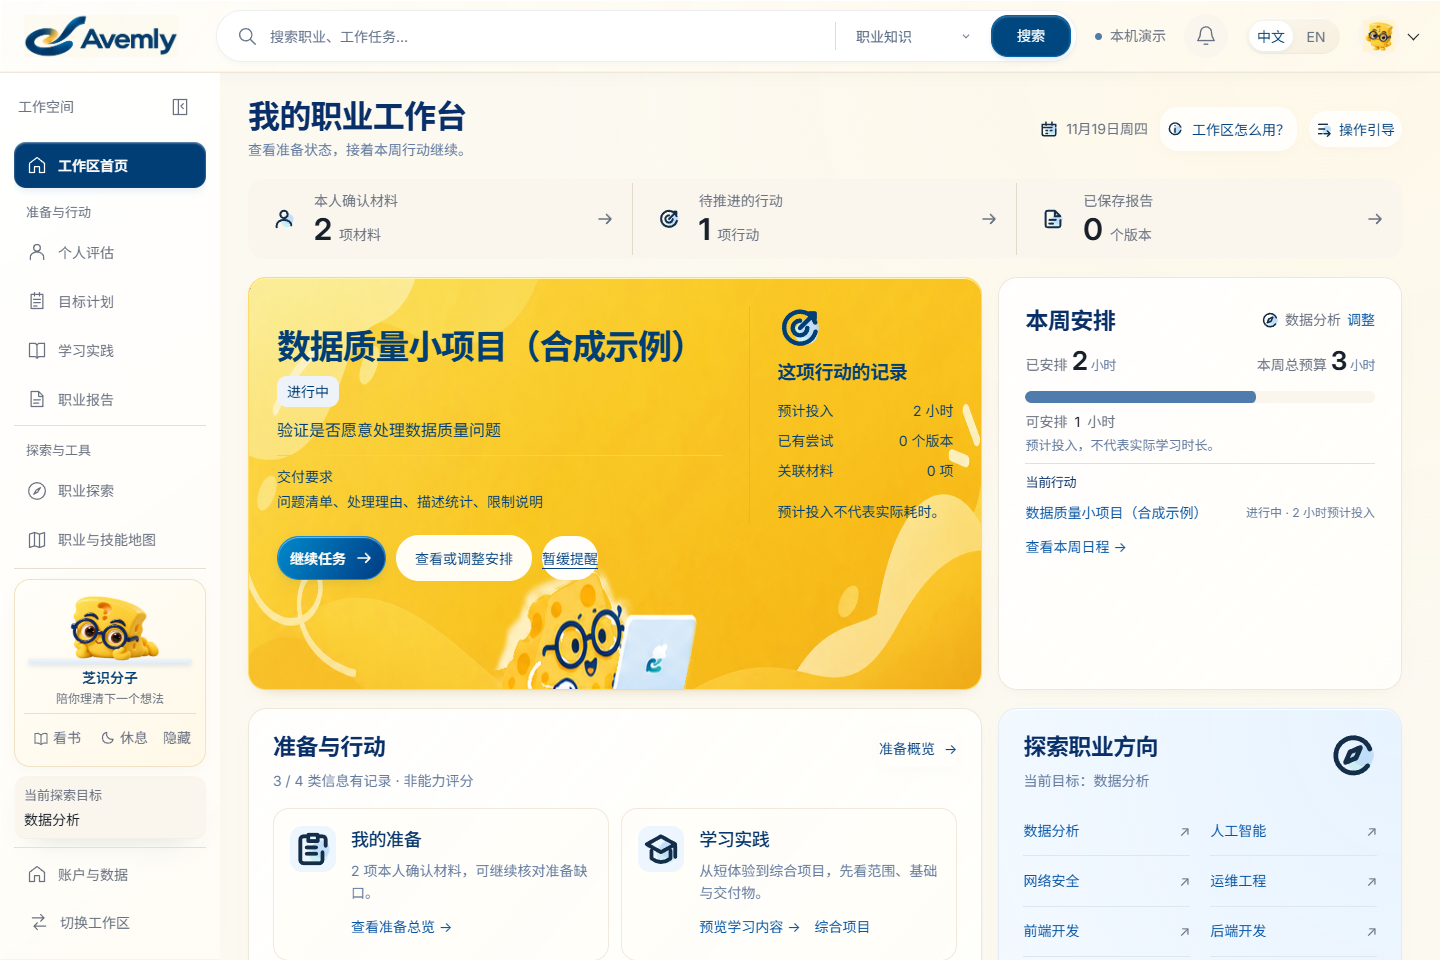 Avemly
搜索职业、工作任务...
职业知识
搜索
本机演示
中文
EN
工作空间
工作区首页
准备与行动
个人评估
目标计划
学习实践
职业报告
探索与工具
职业探索
职业与技能地图
芝识分子
陪你理清下一个想法
看书
休息
隐藏
当前探索目标
数据分析
账户与数据
切换工作区
我的职业工作台
查看准备状态，接着本周行动继续。
11月19日周四
工作区怎么用？
操作引导
本人确认材料
2 项材料
待推进的行动
1 项行动
已保存报告
0 个版本
数据质量小项目（合成示例）
进行中
验证是否愿意处理数据质量问题
交付要求
问题清单、处理理由、描述统计、限制说明
继续任务 →
查看或调整安排
暂缓提醒
这项行动的记录
预计投入 2 小时
已有尝试 0 个版本
关联材料 0 项
预计投入不代表实际耗时。
本周安排
数据分析 调整
已安排 2 小时
本周总预算 3 小时
可安排 1 小时
预计投入，不代表实际学习时长。
当前行动
数据质量小项目（合成示例）
进行中 · 2 小时预计投入
查看本周日程 →
准备与行动
准备概览 →
3 / 4 类信息有记录 · 非能力评分
我的准备
2 项本人确认材料，可继续核对准备缺
口。
查看准备总览 →
学习实践
从短体验到综合项目，先看范围、基础
与交付物。
预览学习内容 →
综合项目
探索职业方向
当前目标：数据分析
数据分析 ↗
人工智能 ↗
网络安全 ↗
运维工程 ↗
前端开发 ↗
后端开发 ↗